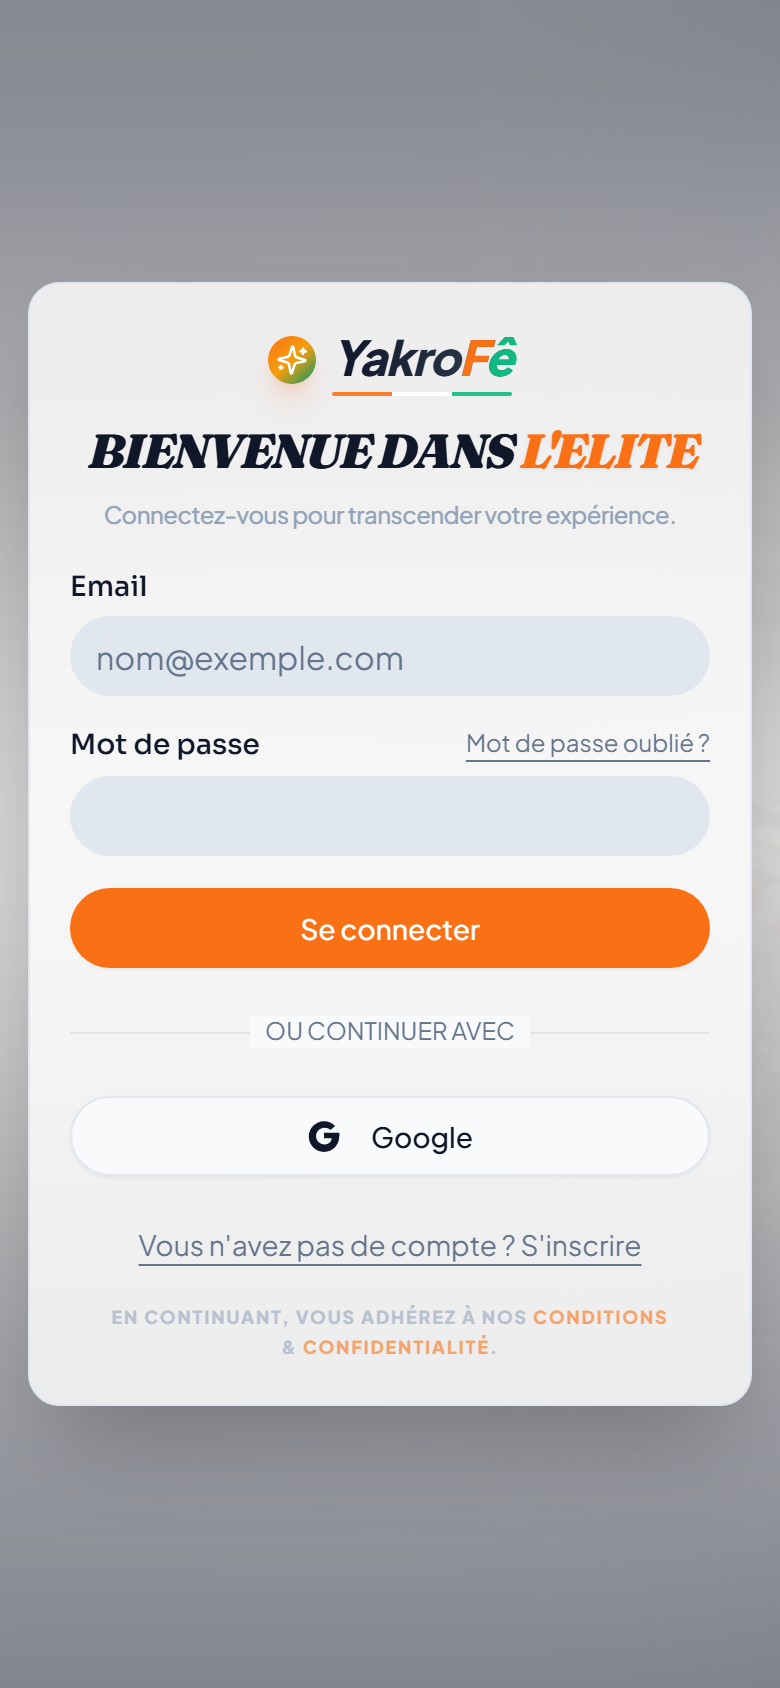 YakroFê
BIENVENUE DANS L'ELITE
Connectez-vous pour transcender votre expérience.
Email
nom@exemple.com
Mot de passe
Mot de passe oublié ?
Se connecter
OU CONTINUER AVEC
G Google
Vous n'avez pas de compte ? S'inscrire
EN CONTINUANT, VOUS ADHÉREZ À NOS CONDITIONS
& CONFIDENTIALITÉ.